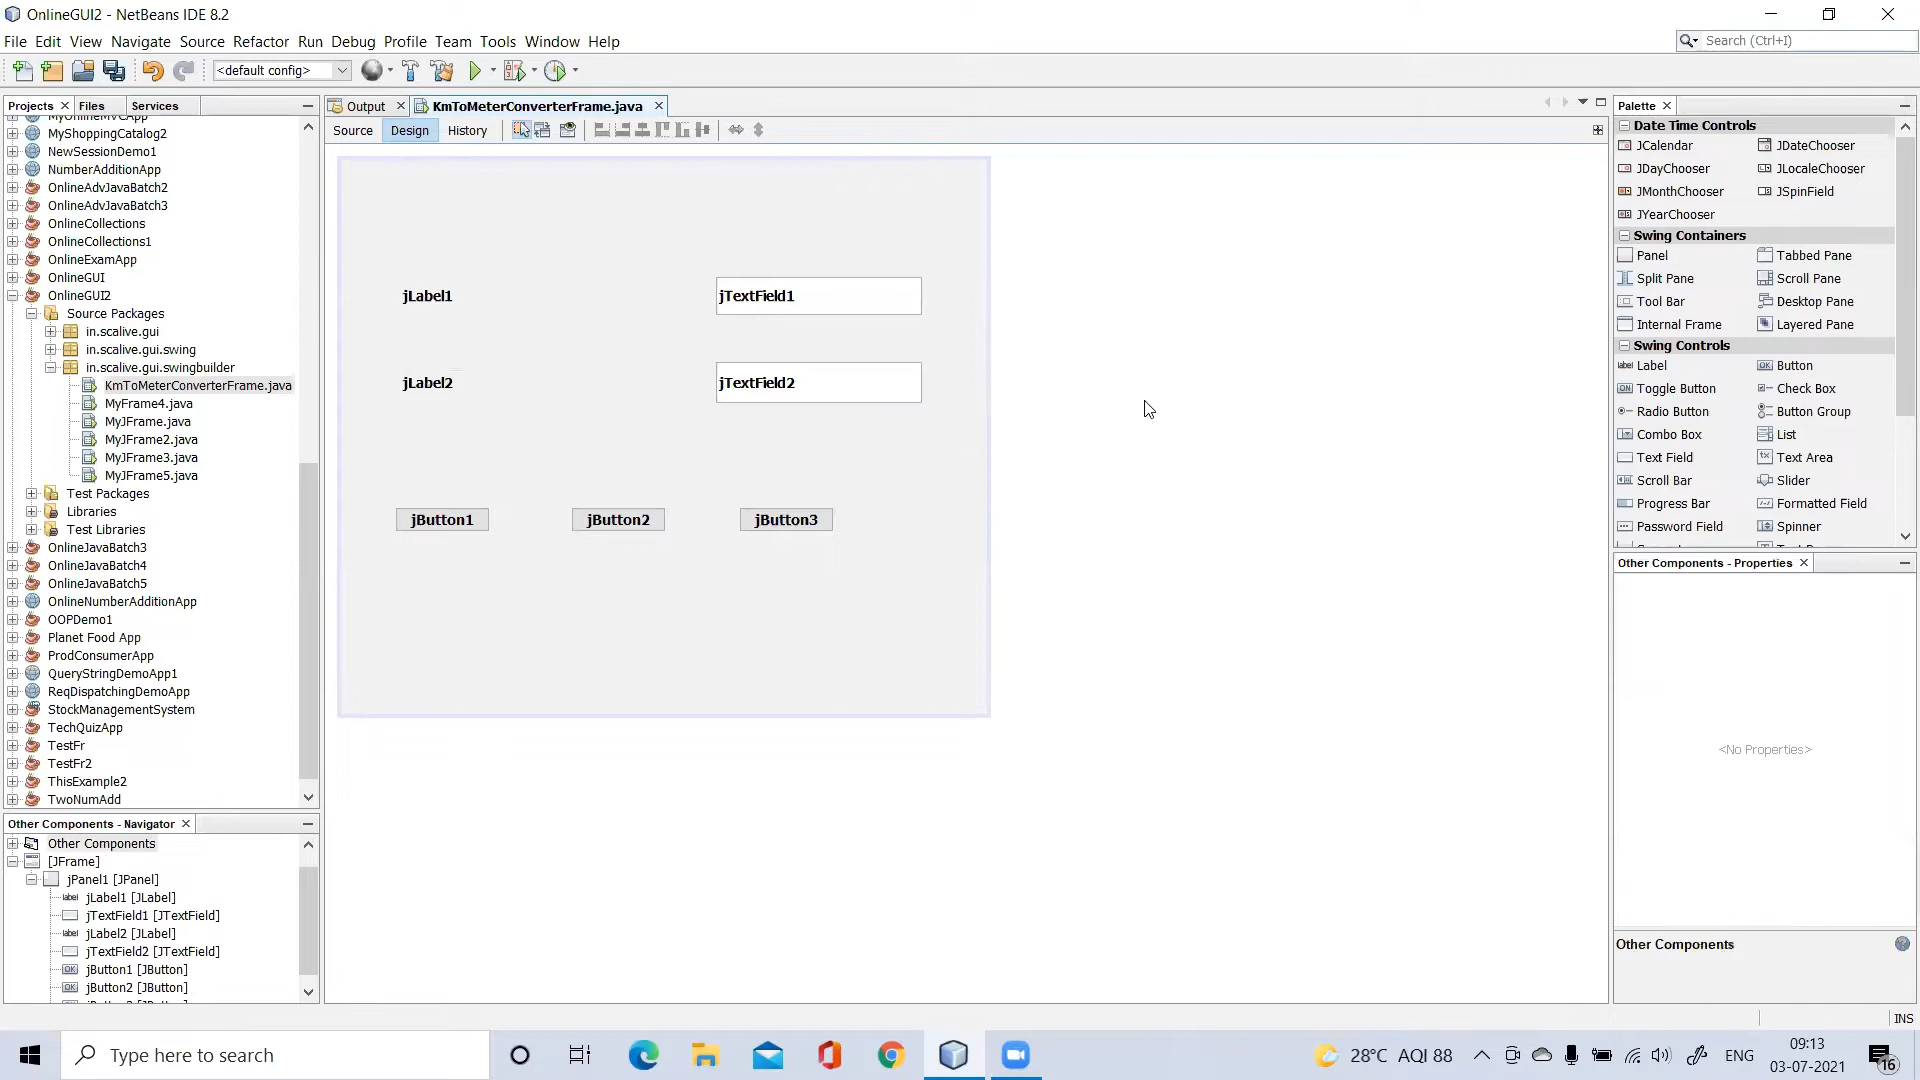 OnlineGUI2 - NetBeans IDE 8.2
File Edit View Navigate Source Refactor Run Debug Profile Team Tools Window Help
Search (Ctrl+I)
<default config>
Projects Files Services
MyOnlineMVCApp
MyShoppingCatalog2
NewSessionDemo1
NumberAdditionApp
OnlineAdvJavaBatch2
OnlineAdvJavaBatch3
OnlineCollections
OnlineCollections1
OnlineExamApp
OnlineGUI
OnlineGUI2
Source Packages
in.scalive.gui
in.scalive.gui.swing
in.scalive.gui.swingbuilder
KmToMeterConverterFrame.java
MyFrame4.java
MyJFrame.java
MyJFrame2.java
MyJFrame3.java
MyJFrame5.java
Test Packages
Libraries
Test Libraries
OnlineJavaBatch3
OnlineJavaBatch4
OnlineJavaBatch5
OnlineNumberAdditionApp
OOPDemo1
Planet Food App
ProdConsumerApp
QueryStringDemoApp1
ReqDispatchingDemoApp
StockManagementSystem
TechQuizApp
TestFr
TestFr2
ThisExample2
TwoNumAdd
Other Components - Navigator
Other Components
[JFrame]
jPanel1 [JPanel]
jLabel1 [JLabel]
jTextField1 [JTextField]
jLabel2 [JLabel]
jTextField2 [JTextField]
jButton1 [JButton]
jButton2 [JButton]
Output KmToMeterConverterFrame.java
Source Design History
jLabel1 jTextField1
jLabel2 jTextField2
jButton1 jButton2 jButton3
Palette
Date Time Controls
JCalendar JDateChooser
JDayChooser JLocaleChooser
JMonthChooser JSpinField
JYearChooser
Swing Containers
Panel Tabbed Pane
Split Pane Scroll Pane
Tool Bar Desktop Pane
Internal Frame Layered Pane
Swing Controls
label Label OK Button
ON Toggle Button Check Box
Radio Button Button Group
Combo Box List
Text Field Text Area
Scroll Bar Slider
Progress Bar Formatted Field
Password Field Spinner
Other Components - Properties
<No Properties>
Other Components
INS
Type here to search
28°C AQI 88
ENG
09:13
03-07-2021
16